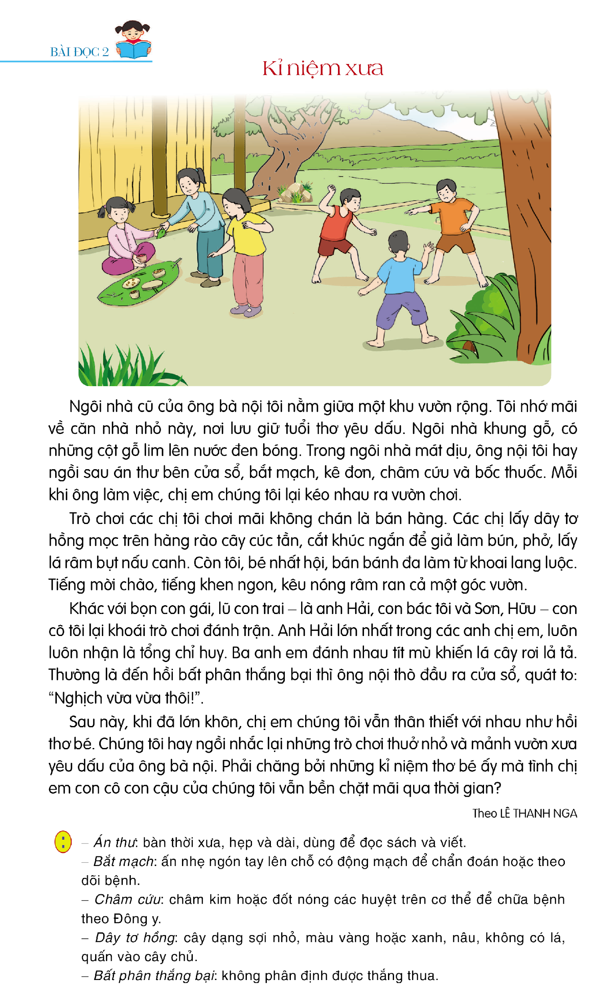 BÀI ĐỌC 2
Kỉ niệm xưa
Ngôi nhà cũ của ông bà nội tôi nằm giữa một khu vườn rộng. Tôi nhớ mãi
về căn nhà nhỏ này, nơi lưu giữ tuổi thơ yêu dấu. Ngôi nhà khung gỗ, có
những cột gỗ lim lên nước đen bóng. Trong ngôi nhà mát dịu, ông nội tôi hay
ngồi sau án thư bên cửa sổ, bắt mạch, kê đơn, châm cứu và bốc thuốc. Mỗi
khi ông làm việc, chị em chúng tôi lại kéo nhau ra vườn chơi.
Trò chơi các chị tôi chơi mãi không chán là bán hàng. Các chị lấy dây tơ
hồng mọc trên hàng rào cây cúc tần, cắt khúc ngắn để giả làm bún, phở, lấy
lá râm bụt nấu canh. Còn tôi, bé nhất hội, bán bánh đa làm từ khoai lang luộc.
Tiếng mời chào, tiếng khen ngon, kêu nóng râm ran cả một góc vườn.
Khác với bọn con gái, lũ con trai – là anh Hải, con bác tôi và Sơn, Hữu – con
cô tôi lại khoái trò chơi đánh trận. Anh Hải lớn nhất trong các anh chị em, luôn
luôn nhận là tổng chỉ huy. Ba anh em đánh nhau tít mù khiến lá cây rơi lả tả.
Thường là đến hồi bất phân thắng bại thì ông nội thò đầu ra cửa sổ, quát to:
“Nghịch vừa vừa thôi!”.
Sau này, khi đã lớn khôn, chị em chúng tôi vẫn thân thiết với nhau như hồi
thơ bé. Chúng tôi hay ngồi nhắc lại những trò chơi thuở nhỏ và mảnh vườn xưa
yêu dấu của ông bà nội. Phải chăng bởi những kỉ niệm thơ bé ấy mà tình chị
em con cô con cậu của chúng tôi vẫn bền chặt mãi qua thời gian?
Theo LÊ THANH NGA
– Án thư: bàn thời xưa, hẹp và dài, dùng để đọc sách và viết.
– Bắt mạch: ấn nhẹ ngón tay lên chỗ có động mạch để chẩn đoán hoặc theo
dõi bệnh.
– Châm cứu: châm kim hoặc đốt nóng các huyệt trên cơ thể để chữa bệnh
theo Đông y.
– Dây tơ hồng: cây dạng sợi nhỏ, màu vàng hoặc xanh, nâu, không có lá,
quấn vào cây chủ.
– Bất phân thắng bại: không phân định được thắng thua.